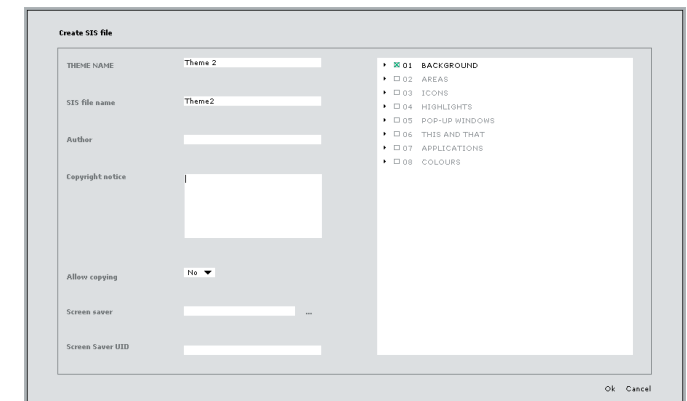 Create SIS file
THEME NAME
Theme 2
SIS file name
Theme2
Author
Copyright notice
Allow copying
No
Screen saver
...
Screen Saver UID
01 BACKGROUND
02 AREAS
03 ICONS
04 HIGHLIGHTS
05 POP-UP WINDOWS
06 THIS AND THAT
07 APPLICATIONS
08 COLOURS
Ok Cancel